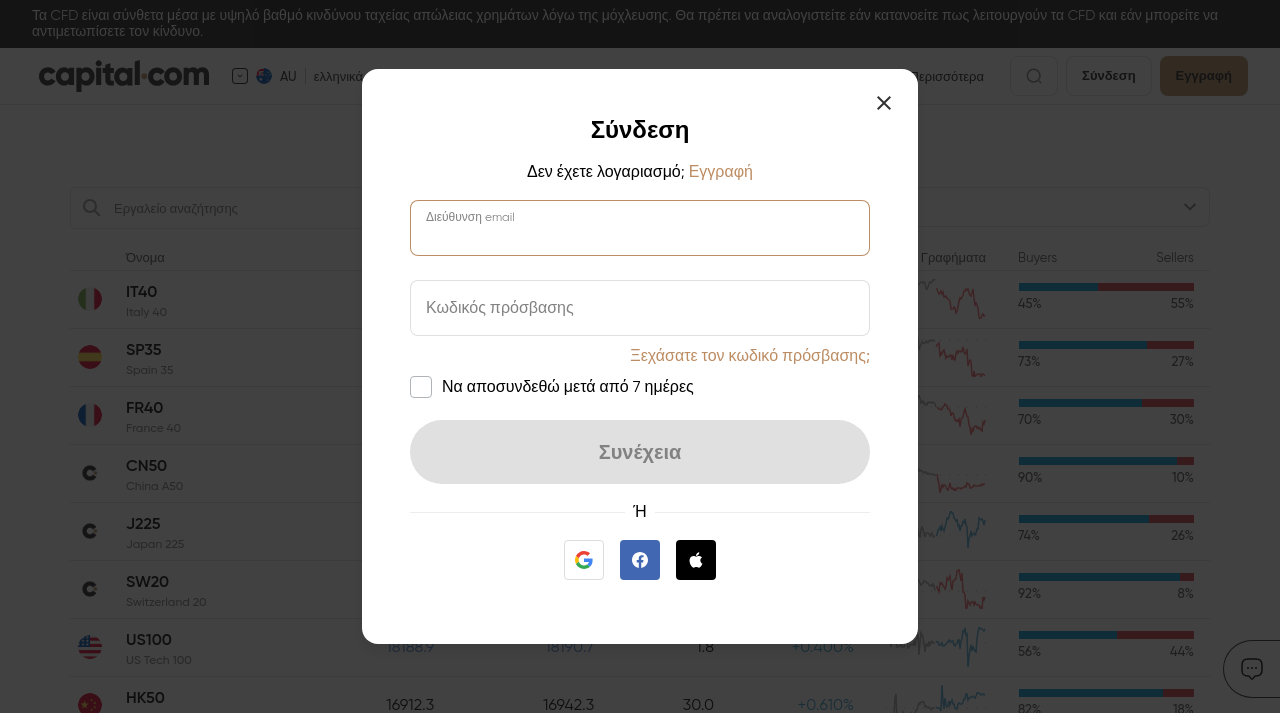 Τα CFD είναι σύνθετα μέσα με υψηλό βαθμό κινδύνου ταχείας απώλειας χρημάτων λόγω της μόχλευσης. Θα πρέπει να αναλογιστείτε εάν κατανοείτε πως λειτουργούν τα CFD και εάν μπορείτε να
αντιμετωπίσετε τον κίνδυνο.
capital.com AU ελληνικά Περισσότερα Σύνδεση Εγγραφή
Σύνδεση
Δεν έχετε λογαριασμό; Εγγραφή
Διεύθυνση email
Κωδικός πρόσβασης
Ξεχάσατε τον κωδικό πρόσβασης;
Να αποσυνδεθώ μετά από 7 ημέρες
Συνέχεια
Ή
Εργαλείο αναζήτησης
Όνομα Γραφήματα Buyers Sellers
IT40
Italy 40
45% 55%
SP35
Spain 35
73% 27%
FR40
France 40
70% 30%
CN50
China A50
90% 10%
J225
Japan 225
74% 26%
SW20
Switzerland 20
92% 8%
US100
US Tech 100
18188.9 18190.7 1.8 +0.400%
56% 44%
HK50
16912.3 16942.3 30.0 +0.610%
82% 18%